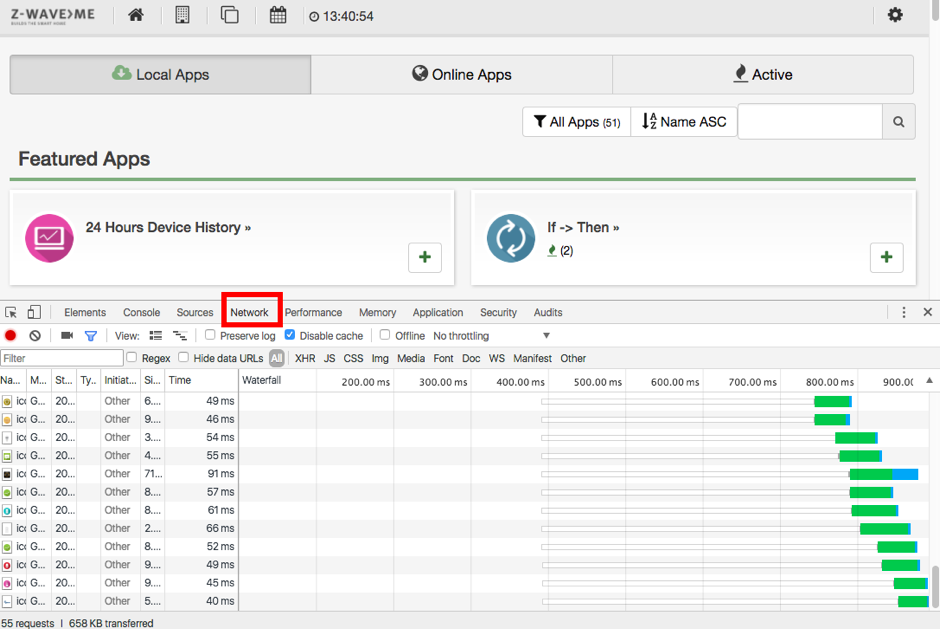 Z-WAVE>ME
BUILDS THE SMART HOME
13:40:54
Local Apps
Online Apps
Active
All Apps (51)
Name ASC
Featured Apps
24 Hours Device History »
If -> Then »
(2)
Elements Console Sources Network Performance Memory Application Security Audits
View: Preserve log Disable cache Offline No throttling
Filter Regex Hide data URLs All XHR JS CSS Img Media Font Doc WS Manifest Other
Na... M... St... Ty... Initiat... Si... Time Waterfall 200.00 ms 300.00 ms 400.00 ms 500.00 ms 600.00 ms 700.00 ms 800.00 ms 900.0
ico G... 20... Other 6.... 49 ms
ico G... 20... Other 9.... 46 ms
ico G... 20... Other 3.... 54 ms
ico G... 20... Other 4.... 55 ms
ico G... 20... Other 71... 91 ms
ico G... 20... Other 8.... 57 ms
ico G... 20... Other 8.... 61 ms
ico G... 20... Other 2.... 66 ms
ico G... 20... Other 8.... 52 ms
ico G... 20... Other 9.... 49 ms
ico G... 20... Other 9.... 45 ms
ico G... 20... Other 5.... 40 ms
55 requests | 658 KB transferred